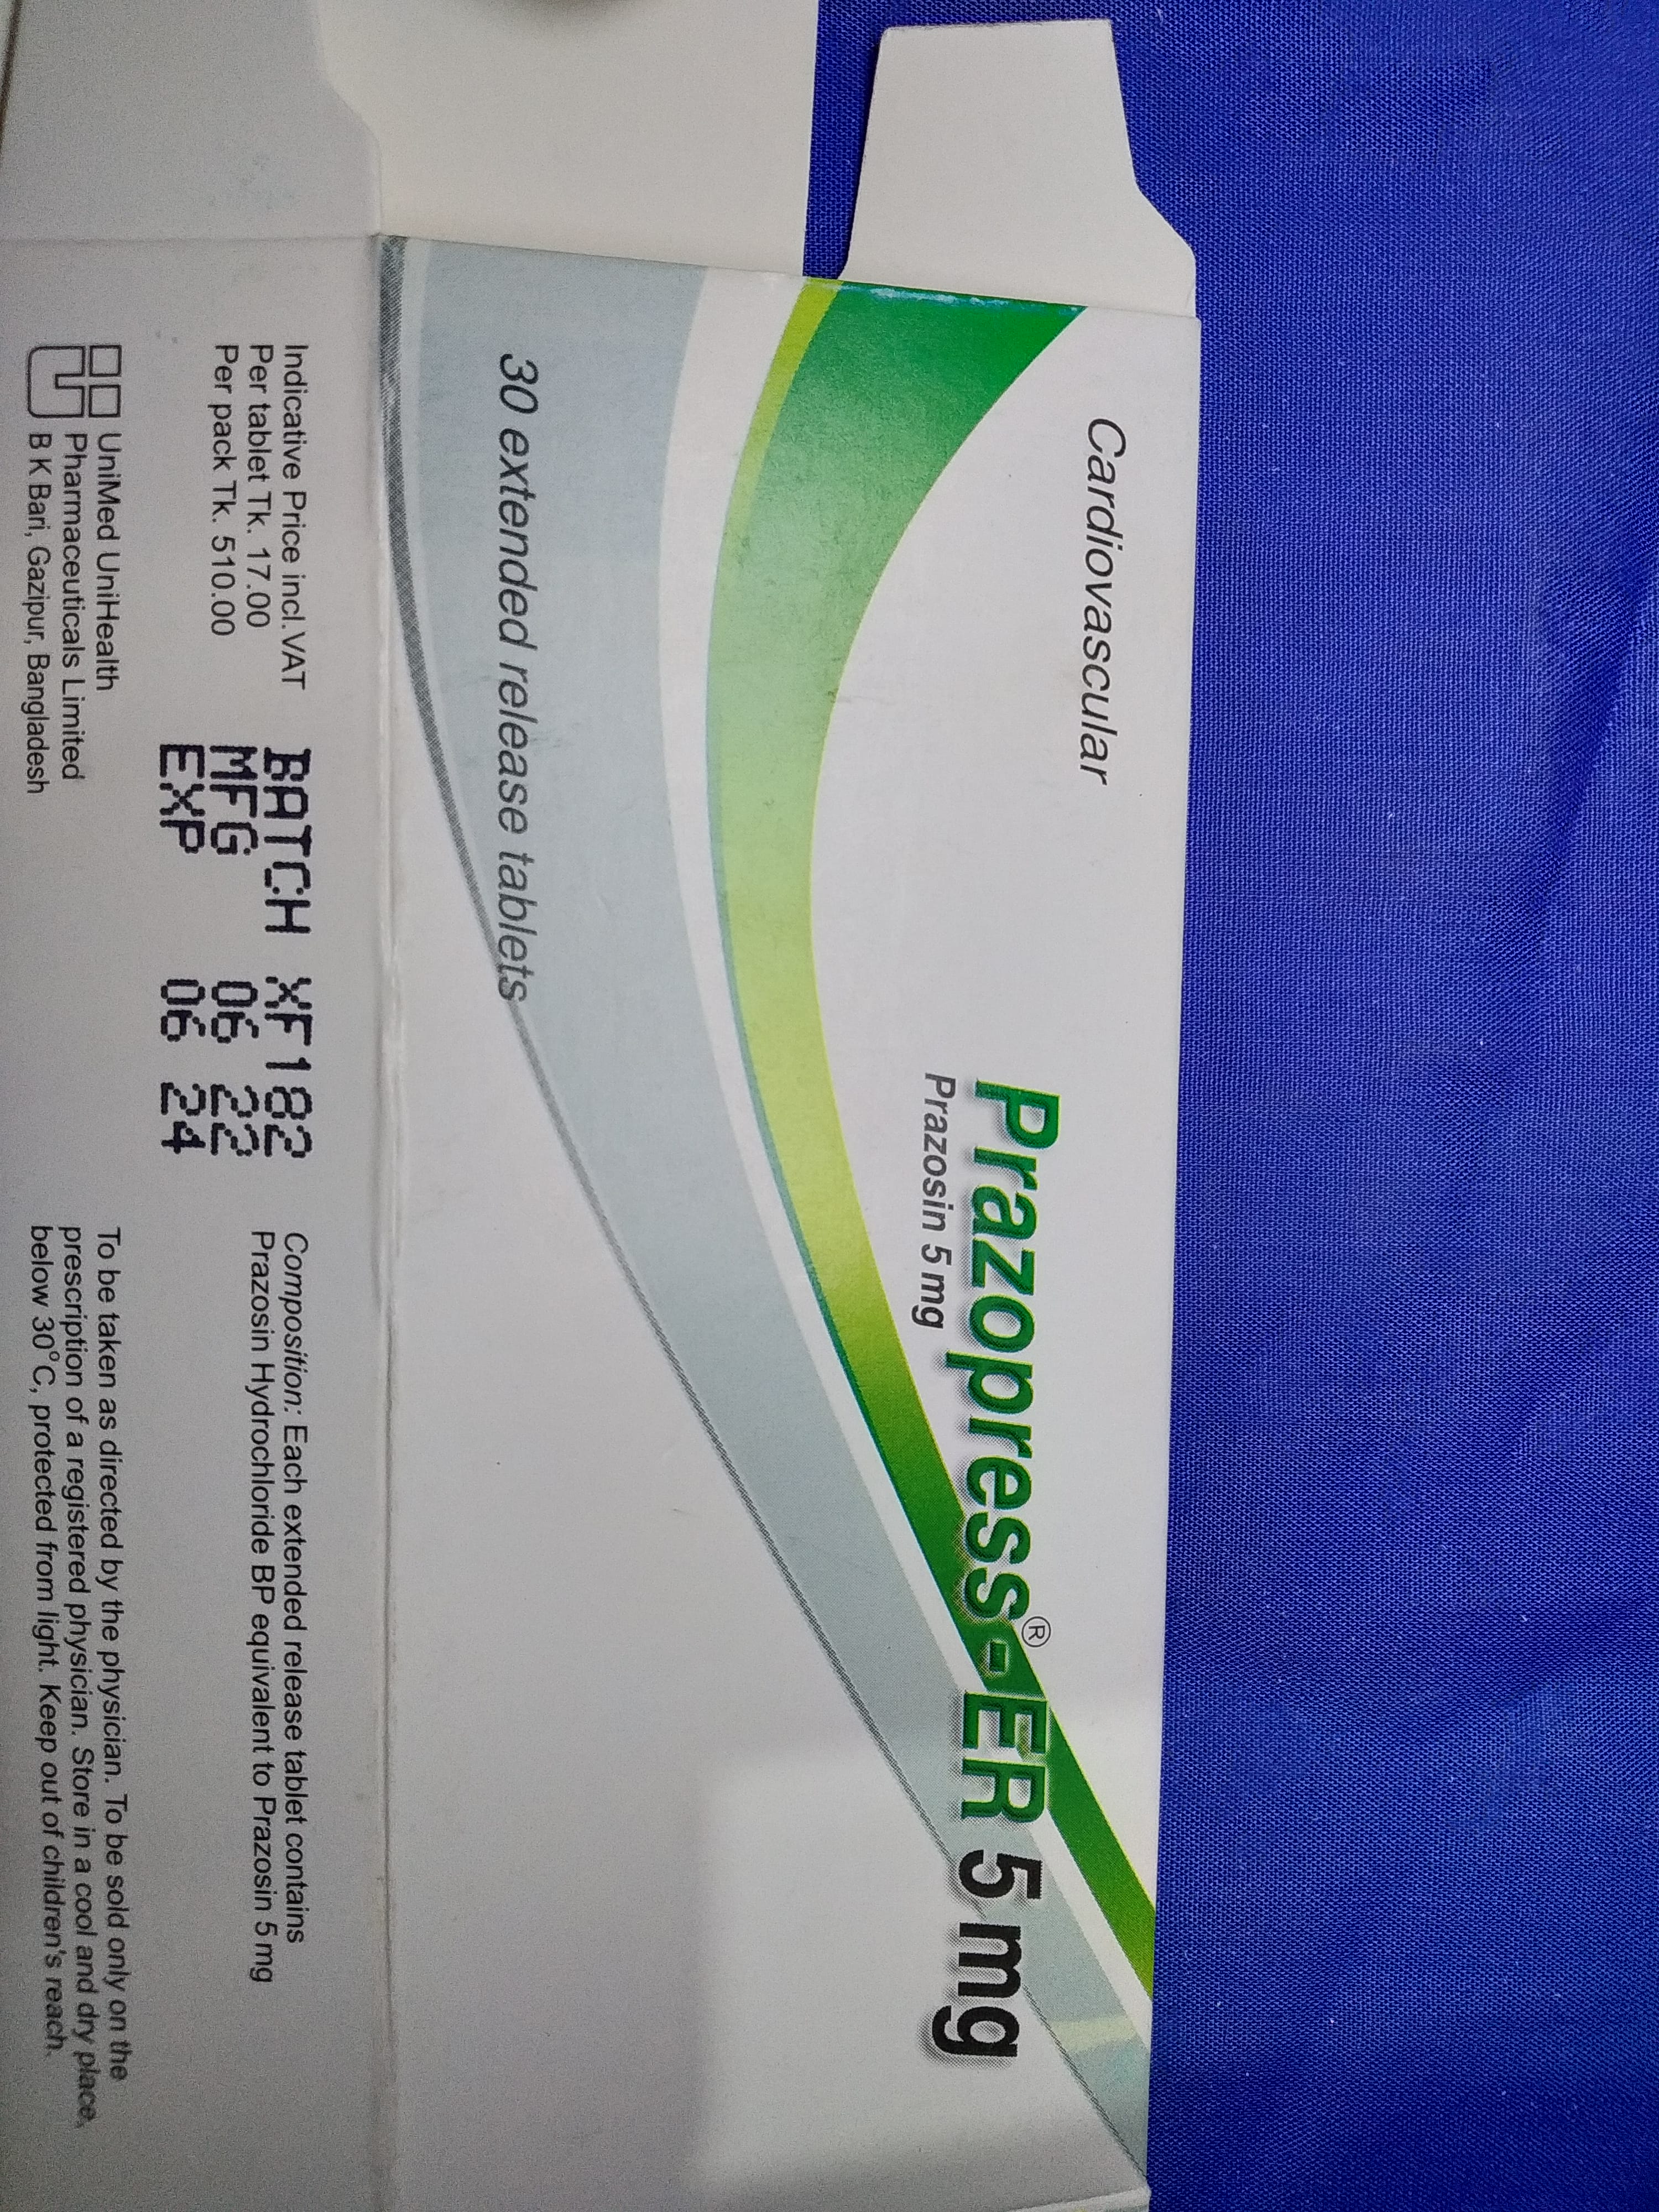 Cardiovascular
Prazopress®-ER 5 mg
Prazosin 5 mg
30 extended release tablets
Indicative Price incl.VAT
Per tablet Tk. 17.00
Per pack Tk. 510.00
BATCH XF182
MFG 06 22
EXP 06 24
Composition: Each extended release tablet contains
Prazosin Hydrochloride BP equivalent to Prazosin 5 mg
UniMed UniHealth
Pharmaceuticals Limited
B K Bari, Gazipur, Bangladesh
To be taken as directed by the physician. To be sold only on the
prescription of a registered physician. Store in a cool and dry place,
below 30°C, protected from light. Keep out of children's reach.